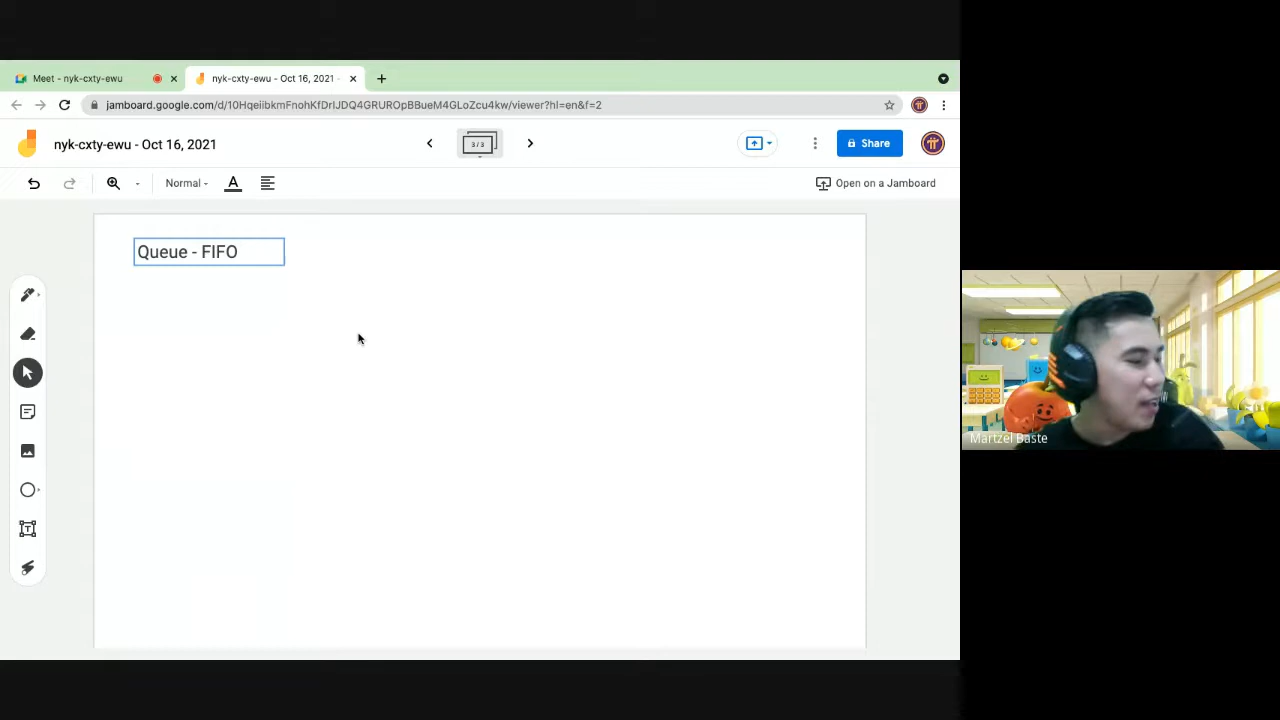 Meet - nyk-cxty-ewu
nyk-cxty-ewu - Oct 16, 2021 -
jamboard.google.com/d/10HqeiibkmFnohKfDrIJDQ4GRUROpBBueM4GLoZcu4kw/viewer?hl=en&f=2
nyk-cxty-ewu - Oct 16, 2021
3 / 3
Share
Normal
A
Open on a Jamboard
Queue - FIFO
T
Martzel Baste